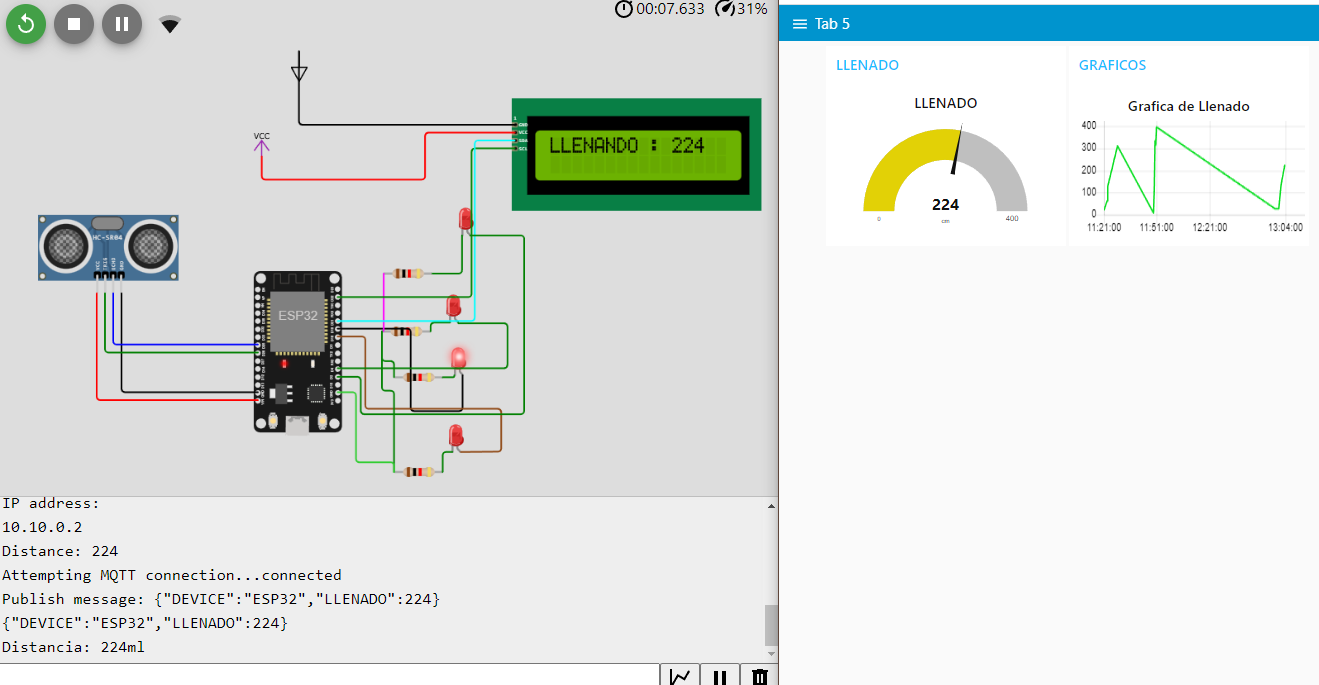 00:07.633 31%
VCC
1
GND
VCC
SDA
SCL
LLENANDO : 224
HC-SR04
VCC
TRIG
ECHO
GND
ESP32
IP address:
10.10.0.2
Distance: 224
Attempting MQTT connection...connected
Publish message: {"DEVICE":"ESP32","LLENADO":224}
{"DEVICE":"ESP32","LLENADO":224}
Distancia: 224ml
Tab 5
LLENADO
LLENADO
224
cm
0
400
GRAFICOS
Grafica de Llenado
400
300
200
100
0
11:21:00 11:51:00 12:21:00 13:04:00